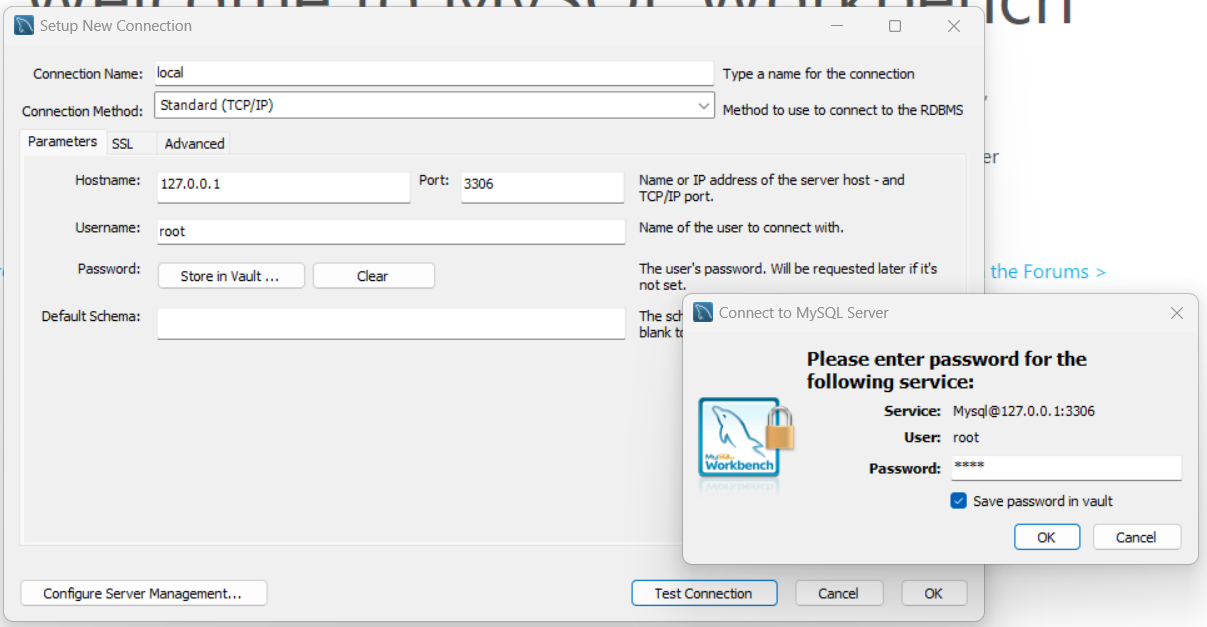 Welcome to MySQL Workbench
Setup New Connection
Connection Name: local Type a name for the connection
Connection Method: Standard (TCP/IP) Method to use to connect to the RDBMS
Parameters SSL Advanced
Hostname: 127.0.0.1 Port: 3306 Name or IP address of the server host - and
TCP/IP port.
Username: root Name of the user to connect with.
Password: Store in Vault ... Clear The user's password. Will be requested later if it's
not set.
the Forums >
Default Schema: The
blank
Connect to MySQL Server
Please enter password for the
following service:
Service: Mysql@127.0.0.1:3306
User: root
Password: ****
Save password in vault
OK Cancel
MySQL
Workbench
Configure Server Management... Test Connection Cancel OK